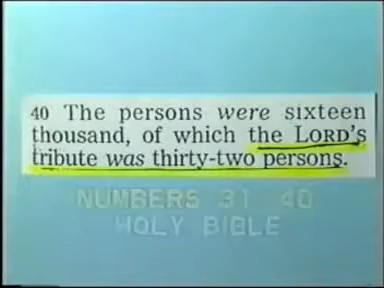 40 The persons were sixteen
thousand, of which the LORD'S
tribute was thirty-two persons.
NUMBERS 31 40
HOLY BIBLE